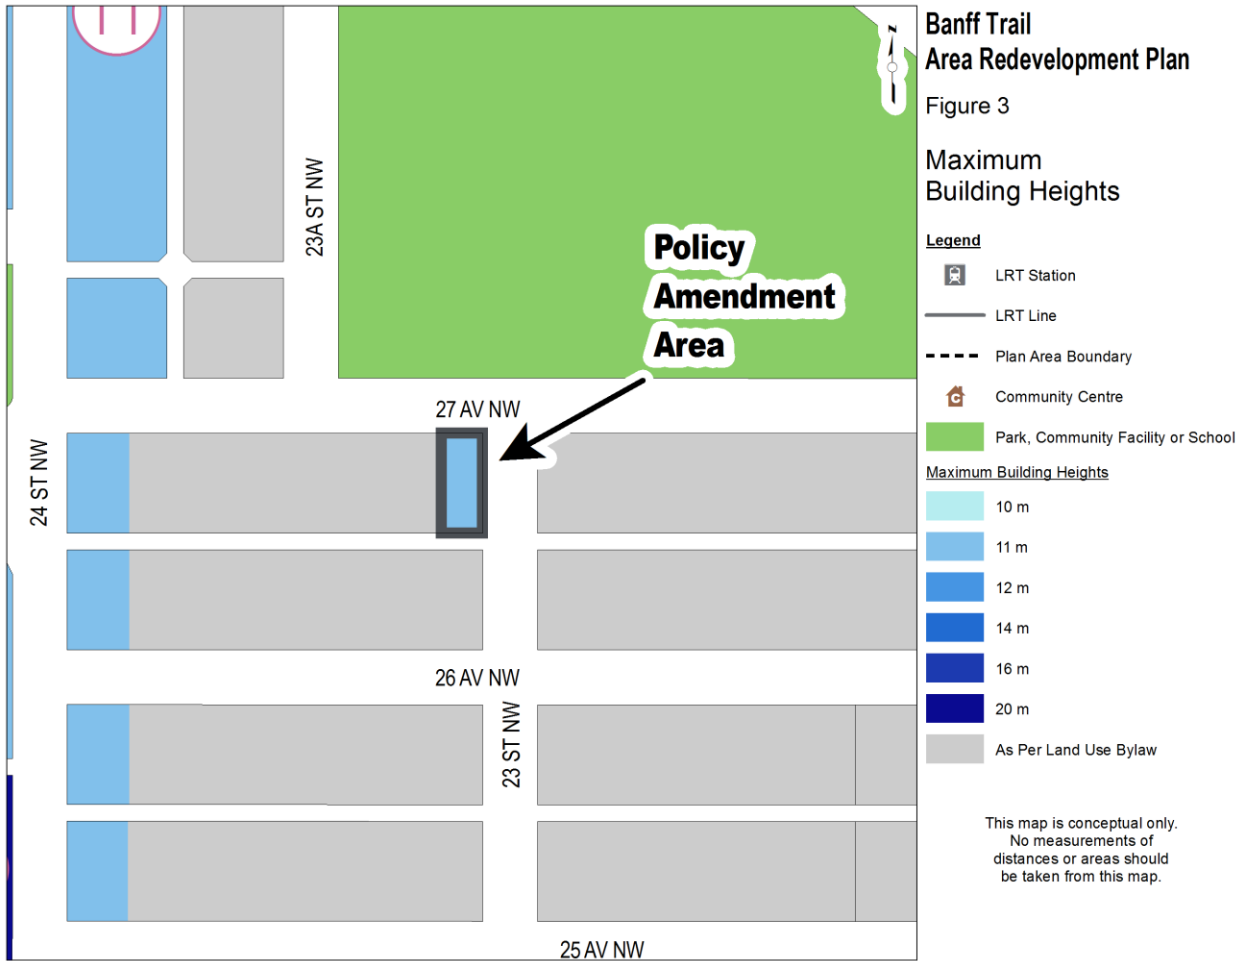 Banff Trail
Area Redevelopment Plan
Figure 3
Maximum
Building Heights
Legend
LRT Station
LRT Line
Plan Area Boundary
C
Community Centre
Park, Community Facility or School
Maximum Building Heights
10 m
11 m
12 m
14 m
16 m
20 m
As Per Land Use Bylaw
This map is conceptual only.
No measurements of
distances or areas should
be taken from this map.
N
23A ST NW
Policy
Amendment
Area
27 AV NW
24 ST NW
26 AV NW
23 ST NW
25 AV NW